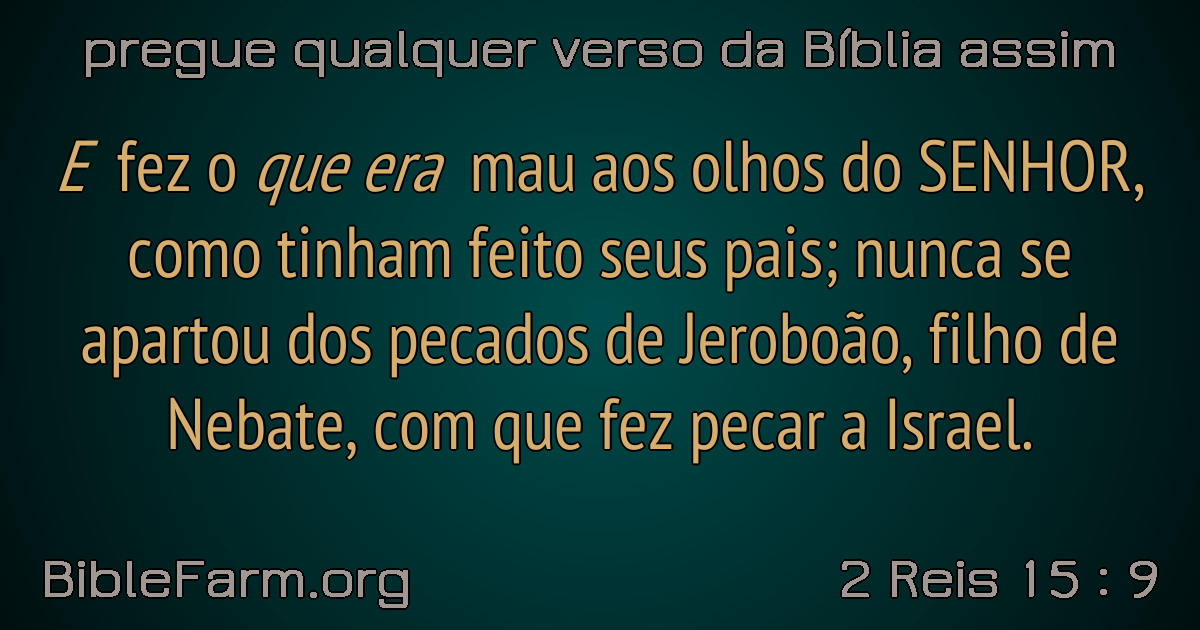 pregue qualquer verso da Bíblia assim
E fez o que era mau aos olhos do SENHOR,
como tinham feito seus pais; nunca se
apartou dos pecados de Jeroboão, filho de
Nebate, com que fez pecar a Israel.
BibleFarm.org
2 Reis 15 : 9